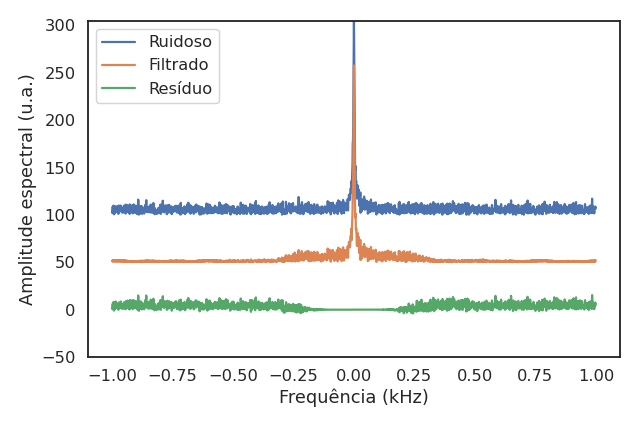 Ruidoso
Filtrado
Resíduo
Amplitude espectral (u.a.)
300
250
200
150
100
50
0
−50
−1.00 −0.75 −0.50 −0.25 0.00 0.25 0.50 0.75 1.00
Frequência (kHz)